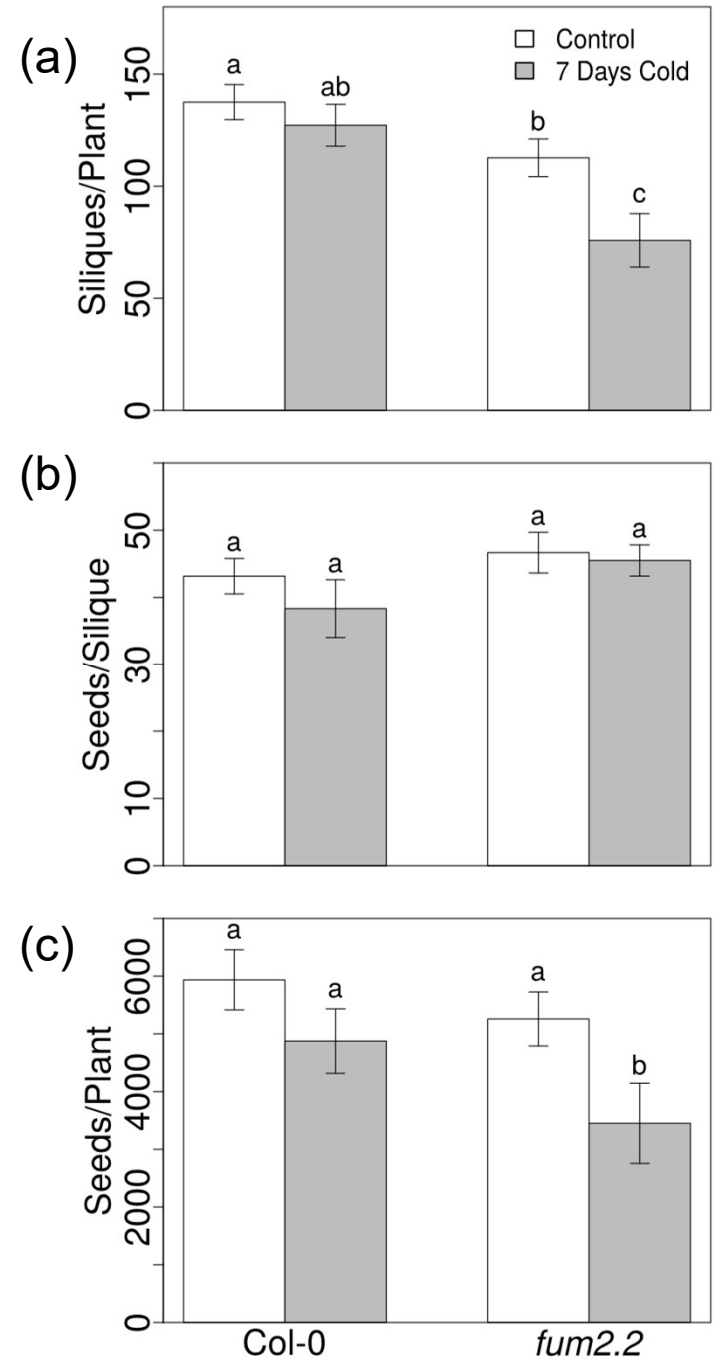 (a)
Siliques/Plant
150
100
50
0
Control
7 Days Cold
a
ab
b
c
(b)
Seeds/Silique
50
30
10
0
a
a
a
a
(c)
Seeds/Plant
6000
4000
2000
0
a
a
a
b
Col-0
fum2.2